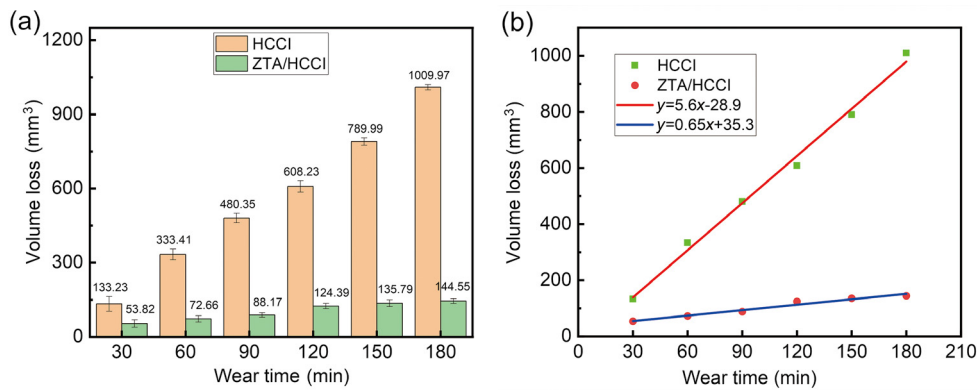 (a)
1200
900
600
300
0
Volume loss (mm³)
HCCI
ZTA/HCCI
133.23
53.82
333.41
72.66
480.35
88.17
608.23
124.39
789.99
135.79
1009.97
144.55
30 60 90 120 150 180
Wear time (min)
(b)
1000
800
600
400
200
0
Volume loss (mm³)
HCCI
ZTA/HCCI
y=5.6x-28.9
y=0.65x+35.3
0 30 60 90 120 150 180 210
Wear time (min)